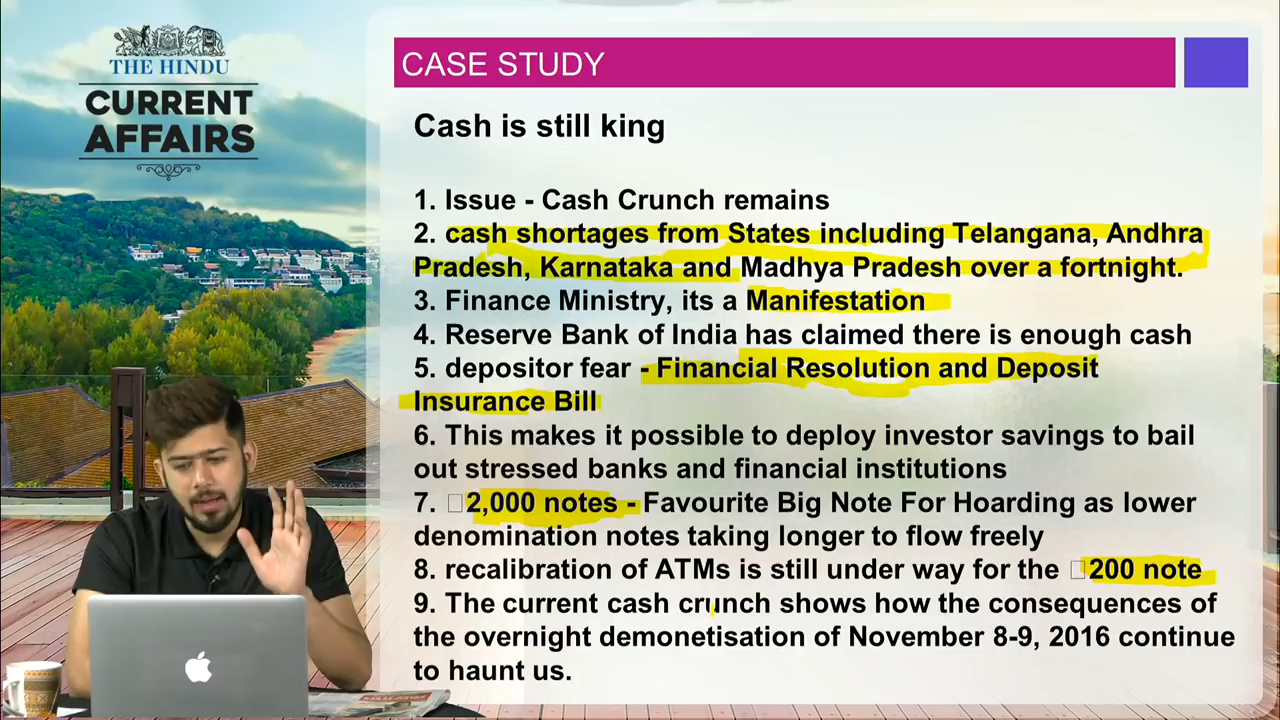 THE HINDU
CURRENT
AFFAIRS
CASE STUDY
Cash is still king
1. Issue - Cash Crunch remains
2. cash shortages from States including Telangana, Andhra
Pradesh, Karnataka and Madhya Pradesh over a fortnight.
3. Finance Ministry, its a Manifestation
4. Reserve Bank of India has claimed there is enough cash
5. depositor fear - Financial Resolution and Deposit
Insurance Bill
6. This makes it possible to deploy investor savings to bail
out stressed banks and financial institutions
7. □2,000 notes - Favourite Big Note For Hoarding as lower
denomination notes taking longer to flow freely
8. recalibration of ATMs is still under way for the □200 note
9. The current cash crunch shows how the consequences of
the overnight demonetisation of November 8-9, 2016 continue
to haunt us.